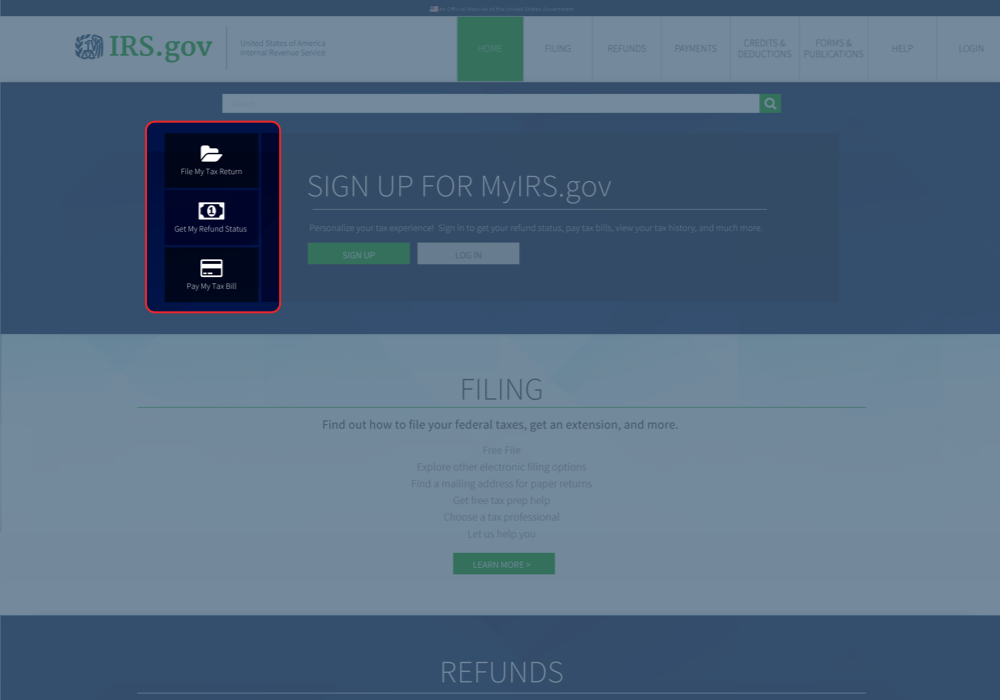 An Official Website of the United States Government
IRS.gov
United States of America
Internal Revenue Service
HOME
FILING
REFUNDS
PAYMENTS
CREDITS &
DEDUCTIONS
FORMS &
PUBLICATIONS
HELP
LOGIN
File My Tax Return
Get My Refund Status
Pay My Tax Bill
SIGN UP FOR MyIRS.gov
Personalize your tax experience! Sign in to get your refund status, pay tax bills, view your tax history, and much more.
SIGN UP
LOG IN
FILING
Find out how to file your federal taxes, get an extension, and more.
Free File
Explore other electronic filing options
Find a mailing address for paper returns
Get free tax prep help
Choose a tax professional
Let us help you
LEARN MORE >
REFUNDS